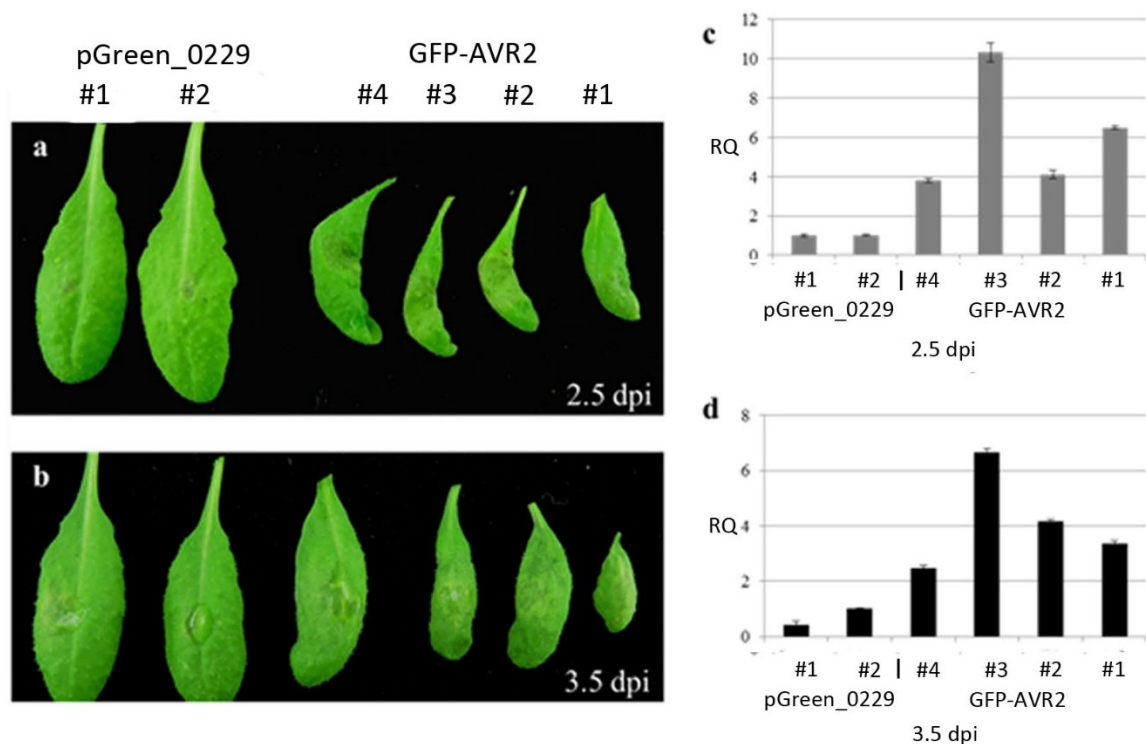 pGreen_0229 GFP-AVR2
#1 #2 #4 #3 #2 #1
a
2.5 dpi
b
3.5 dpi
c
12
10
8
RQ
6
4
2
0
#1 #2 | #4 #3 #2 #1
pGreen_0229 GFP-AVR2
2.5 dpi
d
8
6
RQ
4
2
0
#1 #2 | #4 #3 #2 #1
pGreen_0229 GFP-AVR2
3.5 dpi